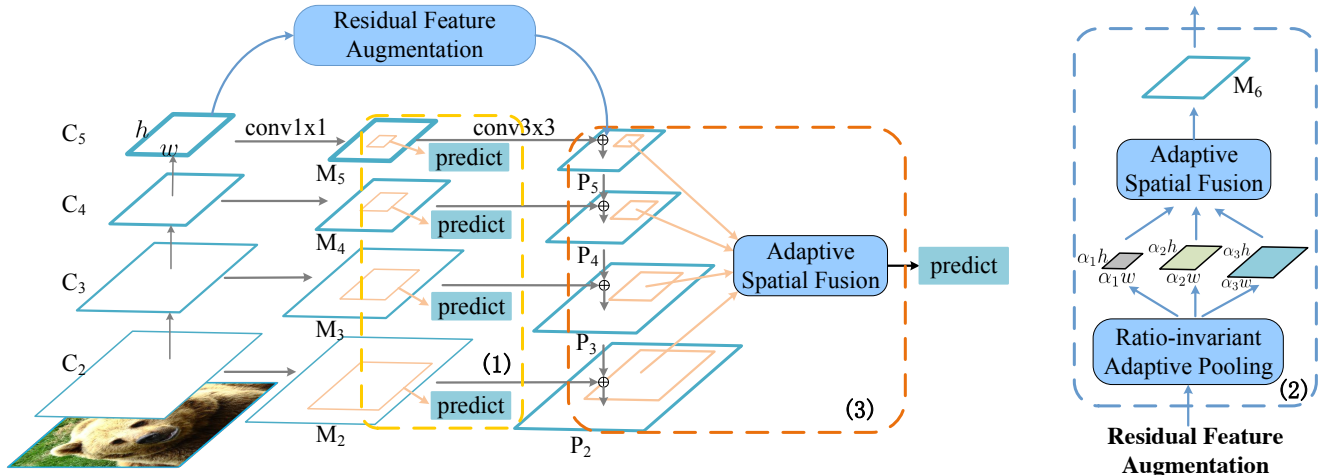 Residual Feature
Augmentation
C₅
h
w
conv1x1
conv3x3
predict
M₅
P₅
C₄
predict
M₄
P₄
Adaptive
Spatial Fusion
predict
C₃
predict
M₃
P₃
(1)
C₂
predict
M₂
P₂
(3)
M₆
Adaptive
Spatial Fusion
α₁h
α₁w
α₂h
α₂w
α₃h
α₃w
Ratio-invariant
Adaptive Pooling
(2)
Residual Feature
Augmentation